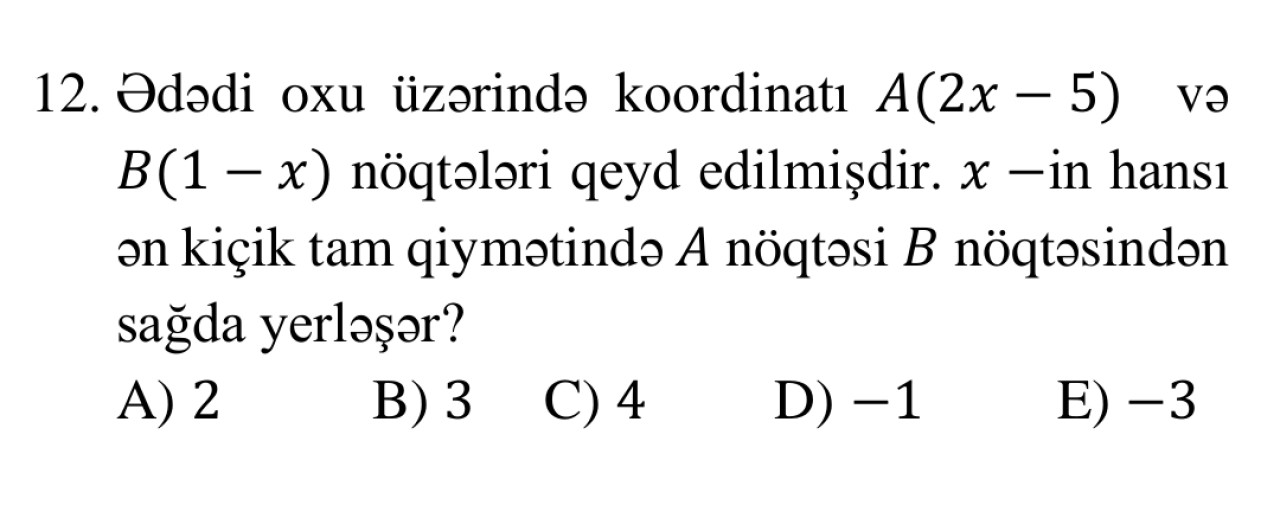 12. Ədədi oxu üzərində koordinatı A(2x − 5) və
B(1 − x) nöqtələri qeyd edilmişdir. x −in hansı
ən kiçik tam qiymətində A nöqtəsi B nöqtəsindən
sağda yerləşər?
A) 2 B) 3 C) 4 D) −1 E) −3